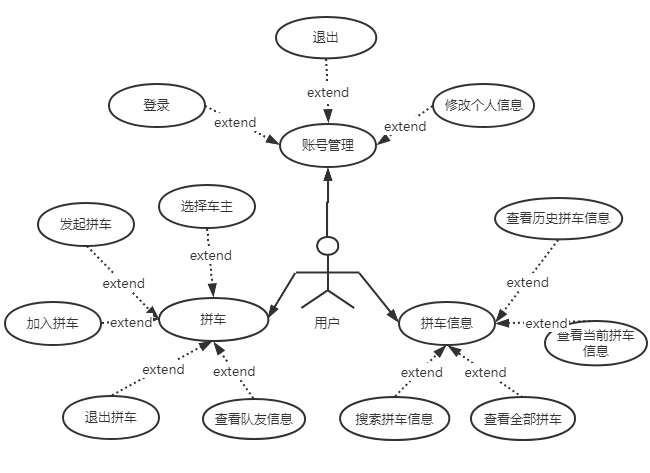 退出
extend
登录
extend
修改个人信息
extend
账号管理
选择车主
发起拼车
查看历史拼车信息
extend
extend
extend
加入拼车
extend
拼车
用户
拼车信息
extend
查看当前拼车
信息
extend
extend
extend
extend
退出拼车
查看队友信息
搜索拼车信息
查看全部拼车